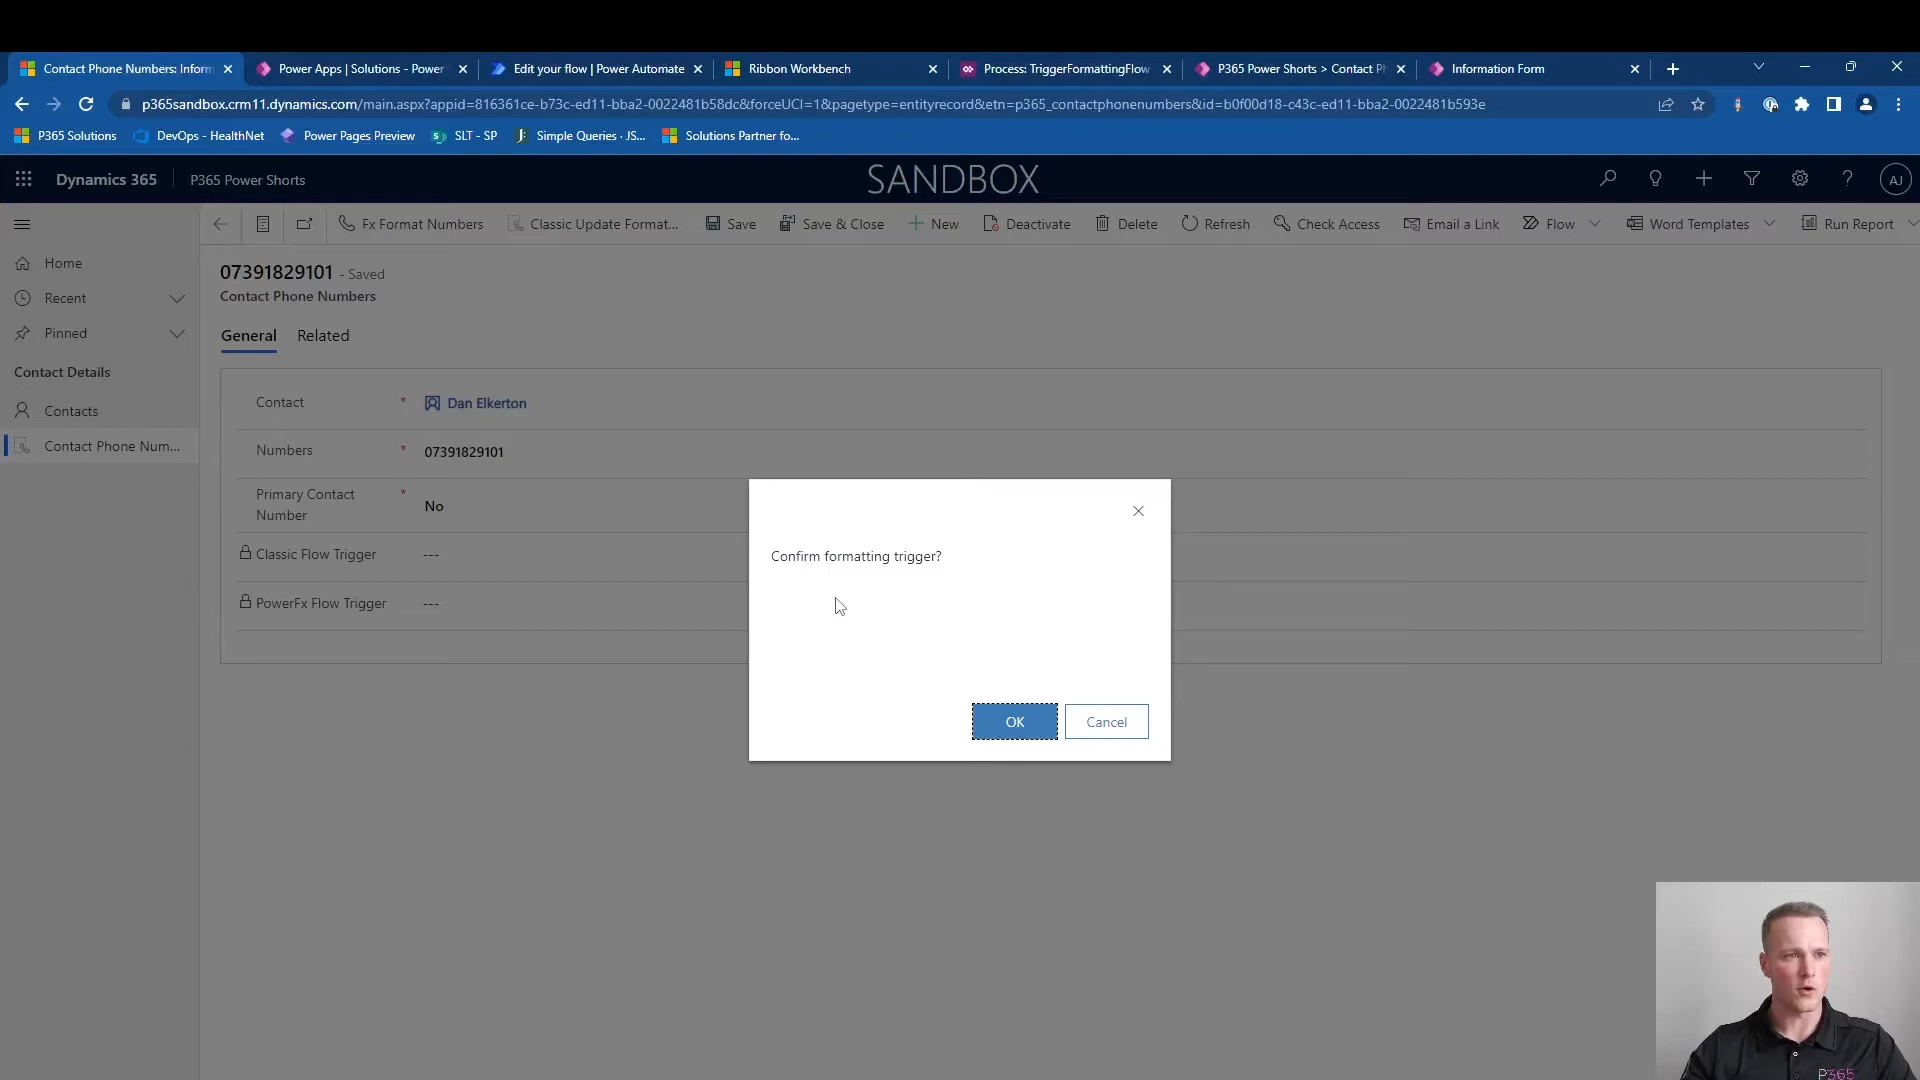 Contact Phone Numbers: Inform
Power Apps | Solutions - Power
Edit your flow | Power Automate
Ribbon Workbench
Process: TriggerFormattingFlow
P365 Power Shorts > Contact Ph
Information Form
p365sandbox.crm11.dynamics.com/main.aspx?appid=816361ce-b73c-ed11-bba2-0022481b58dc&forceUCI=1&pagetype=entityrecord&etn=p365_contactphonenumbers&id=b0f00d18-c43c-ed11-bba2-0022481b593e
P365 Solutions
DevOps - HealthNet
Power Pages Preview
SLT - SP
Simple Queries · JS...
Solutions Partner fo...
Dynamics 365
P365 Power Shorts
SANDBOX
AJ
Fx Format Numbers
Classic Update Format...
Save
Save & Close
New
Deactivate
Delete
Refresh
Check Access
Email a Link
Flow
Word Templates
Run Report
Home
Recent
Pinned
Contact Details
Contacts
Contact Phone Num...
07391829101 - Saved
Contact Phone Numbers
General
Related
Contact * Dan Elkerton
Numbers * 07391829101
Primary Contact
Number * No
Classic Flow Trigger ---
PowerFx Flow Trigger ---
Confirm formatting trigger?
OK
Cancel
P365